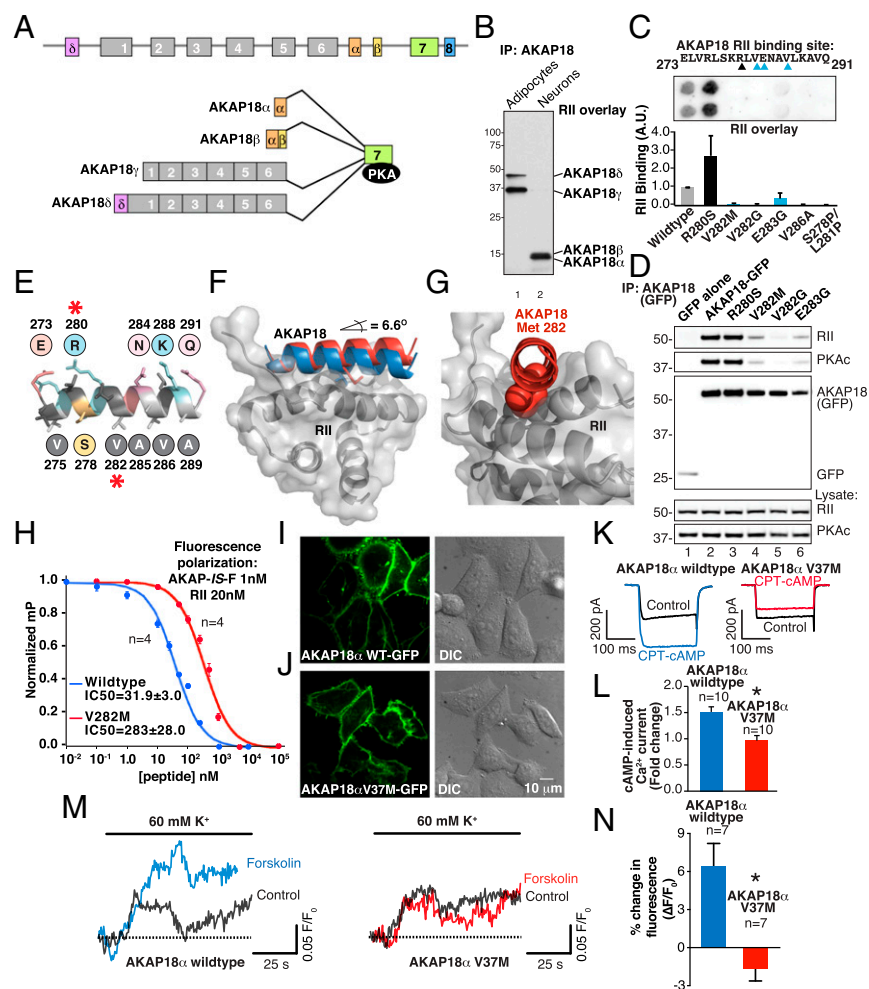 A
δ
1 2 3 4 5 6 α β 7 8
AKAP18α α
AKAP18β α β
AKAP18γ 1 2 3 4 5 6
AKAP18δ δ 1 2 3 4 5 6
7
PKA
B
IP: AKAP18
Adipocytes
Neurons
RII overlay
100-
75-
50-
37-
25-
15-
AKAP18δ
AKAP18γ
AKAP18β
AKAP18α
1 2
C
AKAP18 RII binding site:
273 ELVRLSKRLVENAVLKAVQ 291
RII overlay
RII Binding (A.U.)
4.0
3.0
2.0
1.0
0.0
Wildtype
R280S
V282M
V282G
E283G
V286A
S278P/
L281P
D
IP: AKAP18
(GFP)
GFP alone
AKAP18-GFP
R280S
V282M
V282G
E283G
50- RII
37- PKAc
50- AKAP18
(GFP)
37-
25- GFP
Lysate:
50- RII
37- PKAc
1 2 3 4 5 6
E
*
273 280 284 288 291
E R N K Q
V S V A V A
275 278 282 285 286 289
*
F
AKAP18 = 6.6o
RII
G
AKAP18
Met 282
RII
H
Fluorescence
polarization:
AKAP-IS-F 1nM
RII 20nM
Normalized mP
1.0
0.8
0.6
0.4
0.2
0.0
n=4
n=4
Wildtype
IC50=31.9±3.0
V282M
IC50=283±28.0
10-2 10-1 1.0 10 102 103 104 105
[peptide] nM
I
AKAP18α WT-GFP
DIC
J
AKAP18αV37M-GFP
DIC
10 μm
K
AKAP18α wildtype
AKAP18α V37M
CPT-cAMP
Control
Control
CPT-cAMP
200 pA
100 ms
200 pA
100 ms
L
cAMP-induced
Ca2+ current
(Fold change)
2.0
1.5
1.0
0.5
0.0
AKAP18α
wildtype
n=10
*
AKAP18α
V37M
n=10
M
60 mM K+
Forskolin
Control
0.05 F/F0
25 s
AKAP18α wildtype
60 mM K+
Forskolin
Control
0.05 F/F0
25 s
AKAP18α V37M
N
% change in
fluorescence
(ΔF/F0)
9
6
3
0
-3
AKAP18α
wildtype
n=7
*
AKAP18α
V37M
n=7